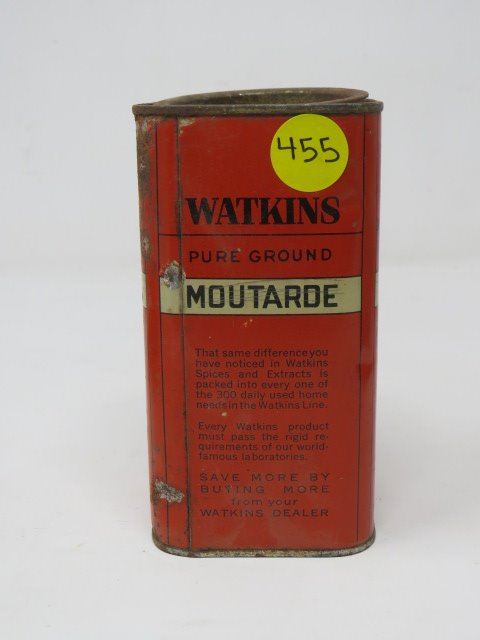 455
WATKINS
PURE GROUND
MOUTARDE
That same difference you
have noticed in Watkins
Spices and Extracts is
packed into every one of
the 300 daily used home
needs in the Watkins Line.
Every Watkins product
must pass the rigid re-
quirements of our world-
famous laboratories.
SAVE MORE BY
BUYING MORE
from your
WATKINS DEALER